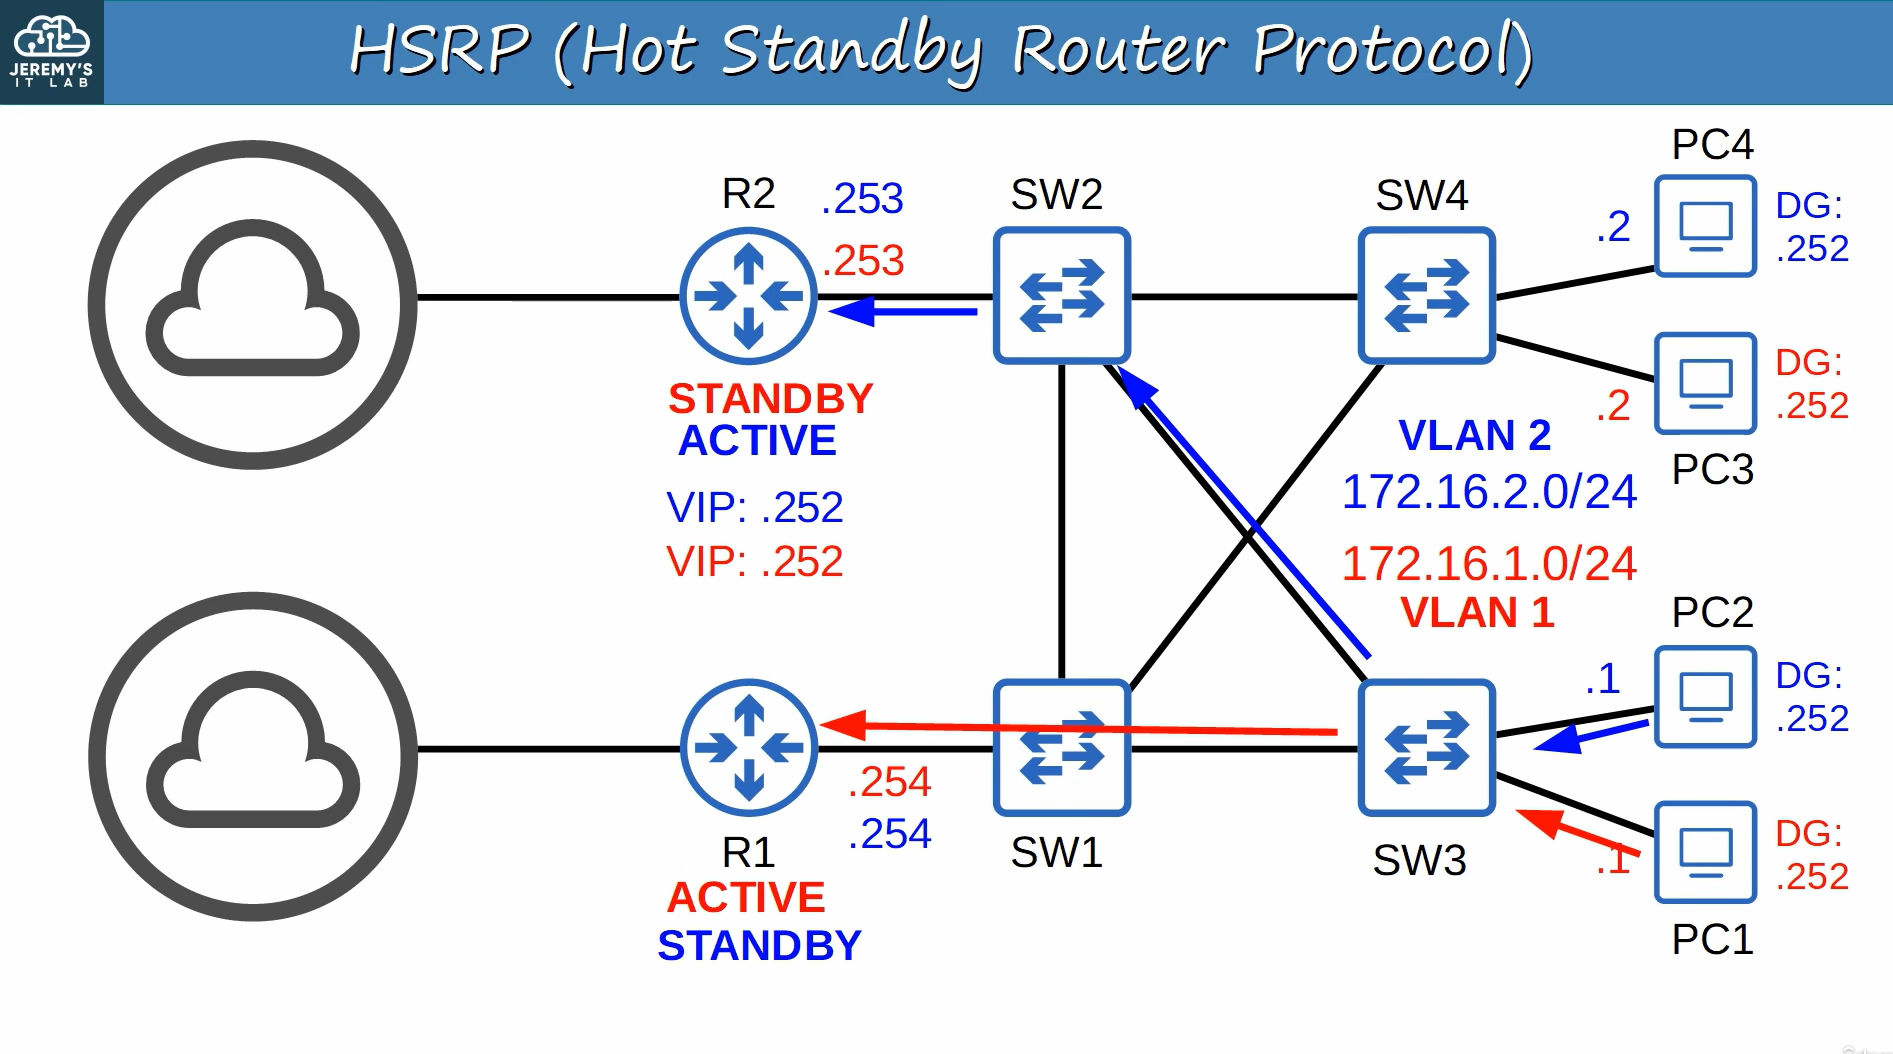 JEREMY'S
IT LAB
HSRP (Hot Standby Router Protocol)
R2
.253
.253
SW2
SW4
PC4
.2
DG:
.252
STANDBY
ACTIVE
VIP: .252
VIP: .252
VLAN 2
172.16.2.0/24
172.16.1.0/24
VLAN 1
.2
DG:
.252
PC3
PC2
.1
DG:
.252
R1
.254
.254
ACTIVE
STANDBY
SW1
SW3
.1
DG:
.252
PC1